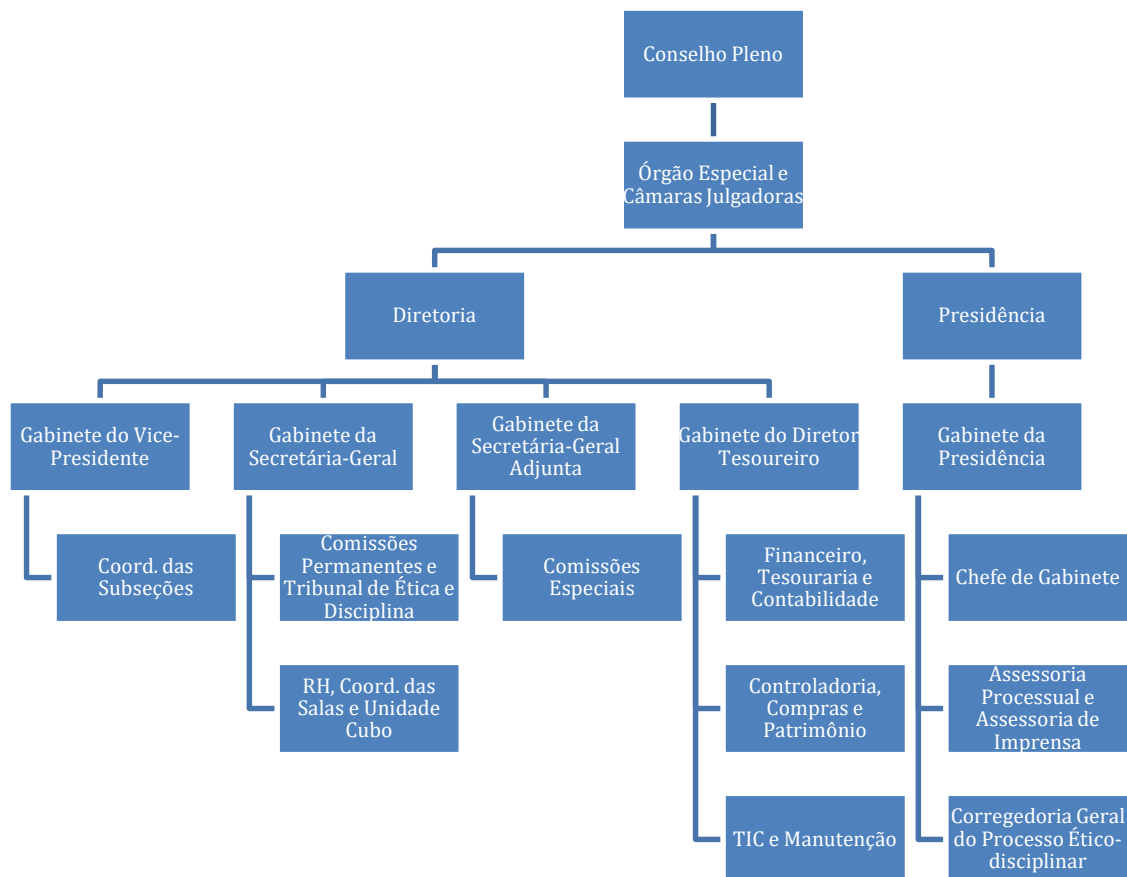 Conselho Pleno
Órgão Especial e
Câmaras Julgadoras
Diretoria
Presidência
Gabinete do Vice-
Presidente
Gabinete da
Secretária-Geral
Gabinete da
Secretária-Geral
Adjunta
Gabinete do Diretor
Tesoureiro
Gabinete da
Presidência
Coord. das
Subseções
Comissões
Permanentes e
Tribunal de Ética e
Disciplina
Comissões
Especiais
Financeiro,
Tesouraria e
Contabilidade
Chefe de Gabinete
RH, Coord. das
Salas e Unidade
Cubo
Controladoria,
Compras e
Patrimônio
Assessoria
Processual e
Assessoria de
Imprensa
TIC e Manutenção
Corregedoria Geral
do Processo Ético-
disciplinar